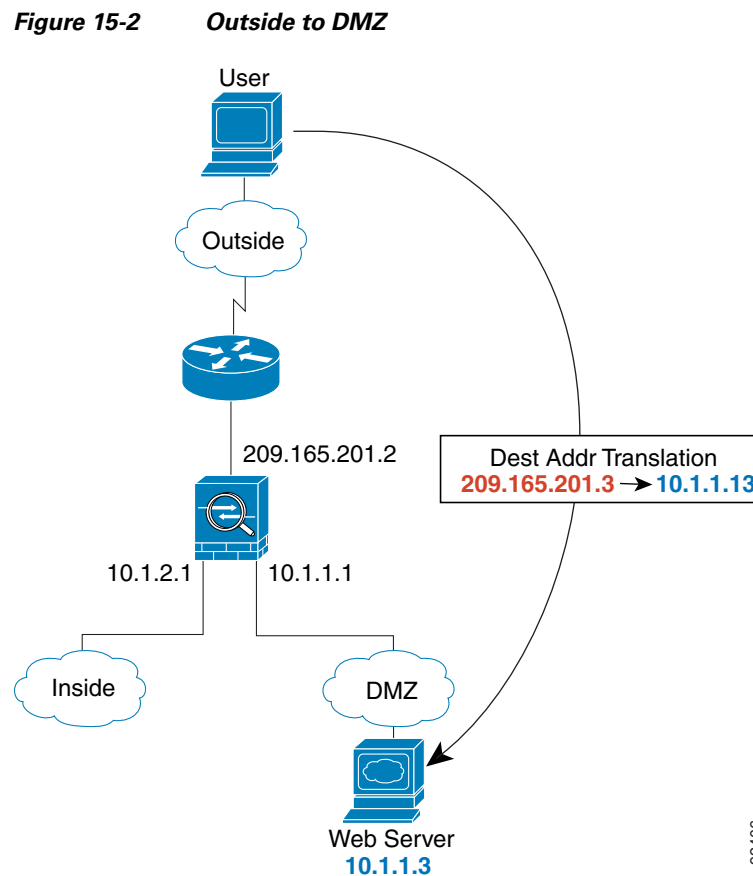 Figure 15-2 Outside to DMZ
User
Outside
209.165.201.2
Dest Addr Translation
209.165.201.3 → 10.1.1.13
10.1.2.1 10.1.1.1
Inside
DMZ
Web Server
10.1.1.3